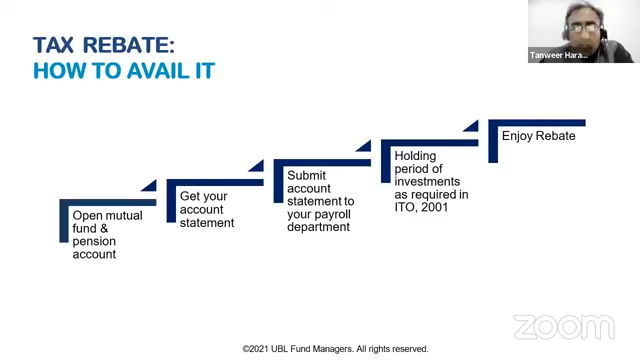 TAX REBATE:
HOW TO AVAIL IT
Tanweer Hara...
Open mutual
fund &
pension
account
Get your
account
statement
Submit
account
statement to
your payroll
department
Holding
period of
investments
as required in
ITO, 2001
Enjoy Rebate
zoom
©2021 UBL Fund Managers. All rights reserved.